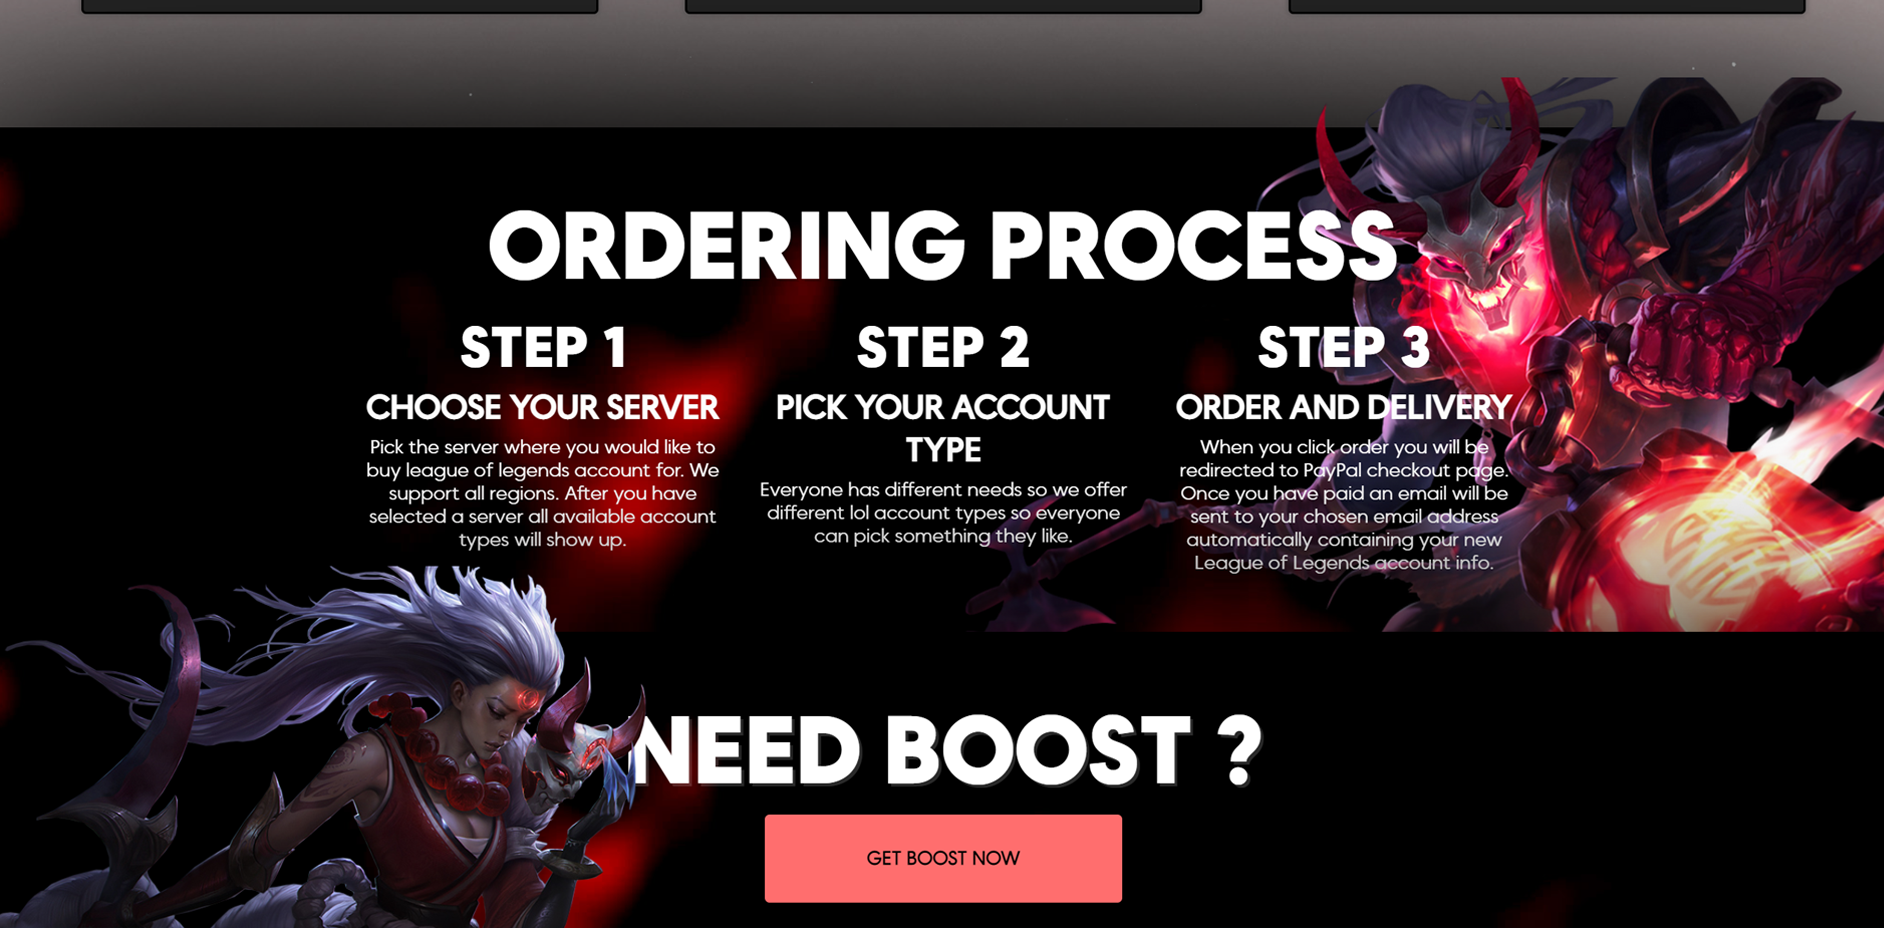 ORDERING PROCESS
STEP 1
CHOOSE YOUR SERVER
Pick the server where you would like to
buy league of legends account for. We
support all regions. After you have
selected a server all available account
types will show up.
STEP 2
PICK YOUR ACCOUNT
TYPE
Everyone has different needs so we offer
different lol account types so everyone
can pick something they like.
STEP 3
ORDER AND DELIVERY
When you click order you will be
redirected to PayPal checkout page.
Once you have paid an email will be
sent to your chosen email address
automatically containing your new
League of Legends account info.
NEED BOOST ?
GET BOOST NOW